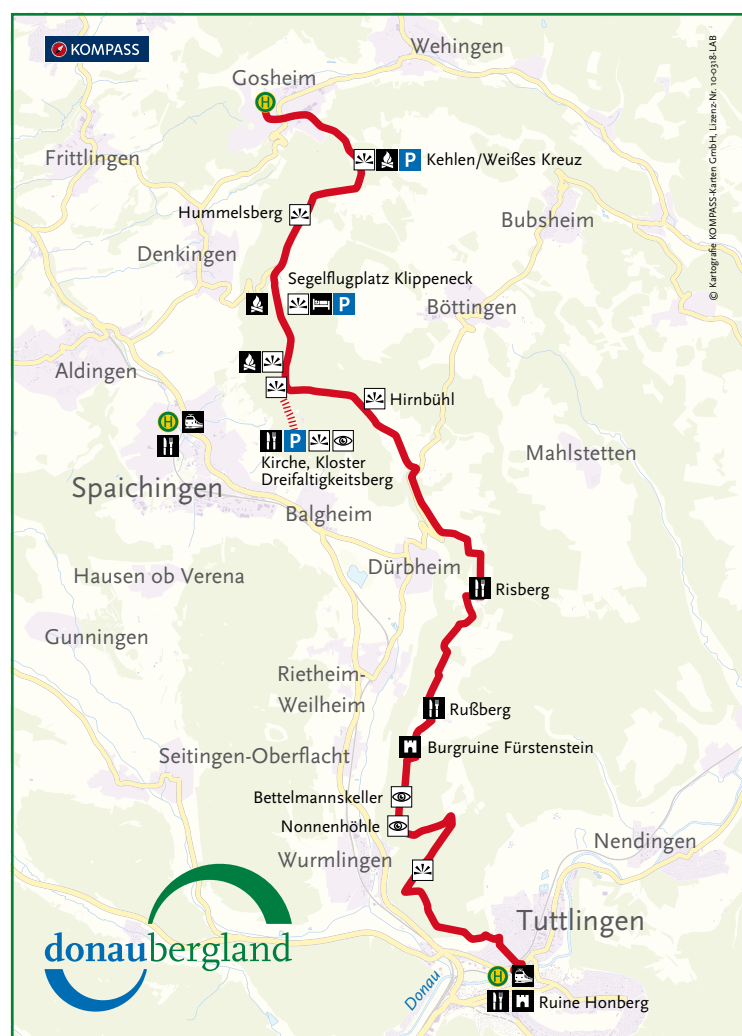 KOMPASS
Wehingen
Gosheim
H
Frittlingen
P
Kehlen/Weißes Kreuz
Hummelsberg
Bubsheim
Denkingen
Segelflugplatz Klippeneck
P
Böttingen
Aldingen
Hirnbühl
H
P
Kirche, Kloster
Dreifaltigkeitsberg
Mahlstetten
Spaichingen
Balgheim
Dürbheim
Hausen ob Verena
Risberg
Gunningen
Rietheim-
Weilheim
Rußberg
Burgruine Fürstenstein
Seitingen-Oberflacht
Bettelmannskeller
Nonnenhöhle
Wurmlingen
Nendingen
Tuttlingen
donaubergland
H
Donau
Ruine Honberg
© Kartografie KOMPASS-Karten GmbH, Lizenz-Nr. 10-0318-LAB